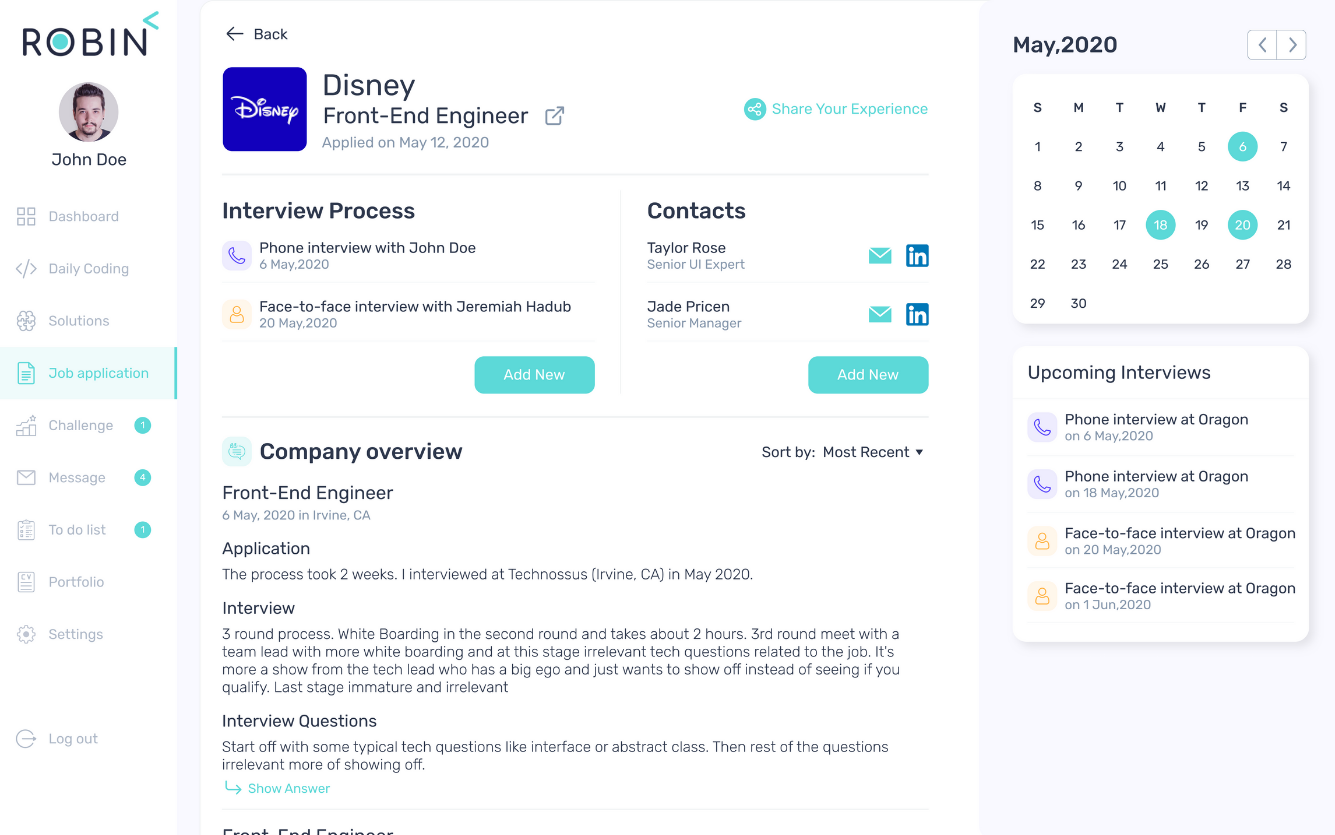 ROBIN
John Doe
Dashboard
Daily Coding
Solutions
Job application
Challenge 1
Message 4
To do list 1
Portfolio
Settings
Log out
Back
Disney
Disney
Front-End Engineer
Applied on May 12, 2020
Share Your Experience
Interview Process
Phone interview with John Doe
6 May,2020
Face-to-face interview with Jeremiah Hadub
20 May,2020
Add New
Contacts
Taylor Rose
Senior UI Expert
in
Jade Pricen
Senior Manager
in
Add New
Company overview
Sort by: Most Recent
Front-End Engineer
6 May, 2020 in Irvine, CA
Application
The process took 2 weeks. I interviewed at Technossus (Irvine, CA) in May 2020.
Interview
3 round process. White Boarding in the second round and takes about 2 hours. 3rd round meet with a
team lead with more white boarding and at this stage irrelevant tech questions related to the job. It's
more a show from the tech lead who has a big ego and just wants to show off instead of seeing if you
qualify. Last stage immature and irrelevant
Interview Questions
Start off with some typical tech questions like interface or abstract class. Then rest of the questions
irrelevant more of showing off.
Show Answer
Front-End Engineer
May,2020
S M T W T F S
1 2 3 4 5 6 7
8 9 10 11 12 13 14
15 16 17 18 19 20 21
22 23 24 25 26 27 28
29 30
Upcoming Interviews
Phone interview at Oragon
on 6 May,2020
Phone interview at Oragon
on 18 May,2020
Face-to-face interview at Oragon
on 20 May,2020
Face-to-face interview at Oragon
on 1 Jun,2020